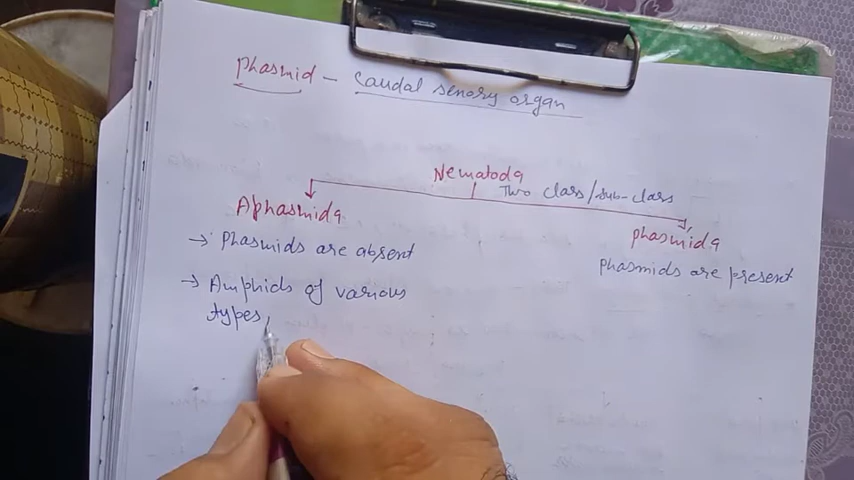 Phasmid - Caudal sensory organ
Nematoda
Two class/sub-class
Aphasmida
Phasmida
→ Phasmids are absent
Phasmids are present
→ Amphids of various
types,